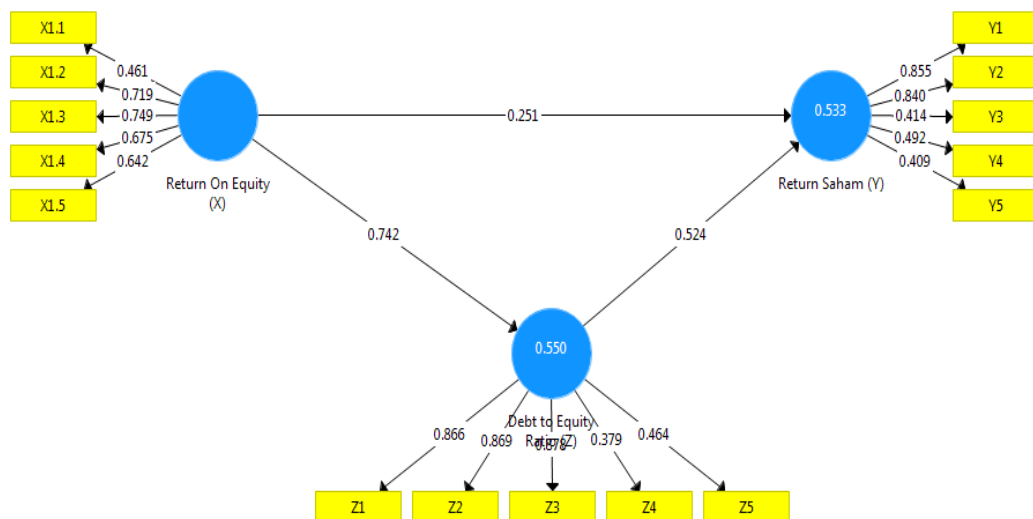 X1.1
X1.2
X1.3
X1.4
X1.5
0.461
0.719
0.749
0.675
0.642
Return On Equity
(X)
0.251
0.742
0.524
0.533
Return Saham (Y)
0.855
0.840
0.414
0.492
0.409
Y1
Y2
Y3
Y4
Y5
0.550
Debt to Equity
Ratio (Z)
0.866
0.869
0.379
0.464
Z1
Z2
Z3
Z4
Z5